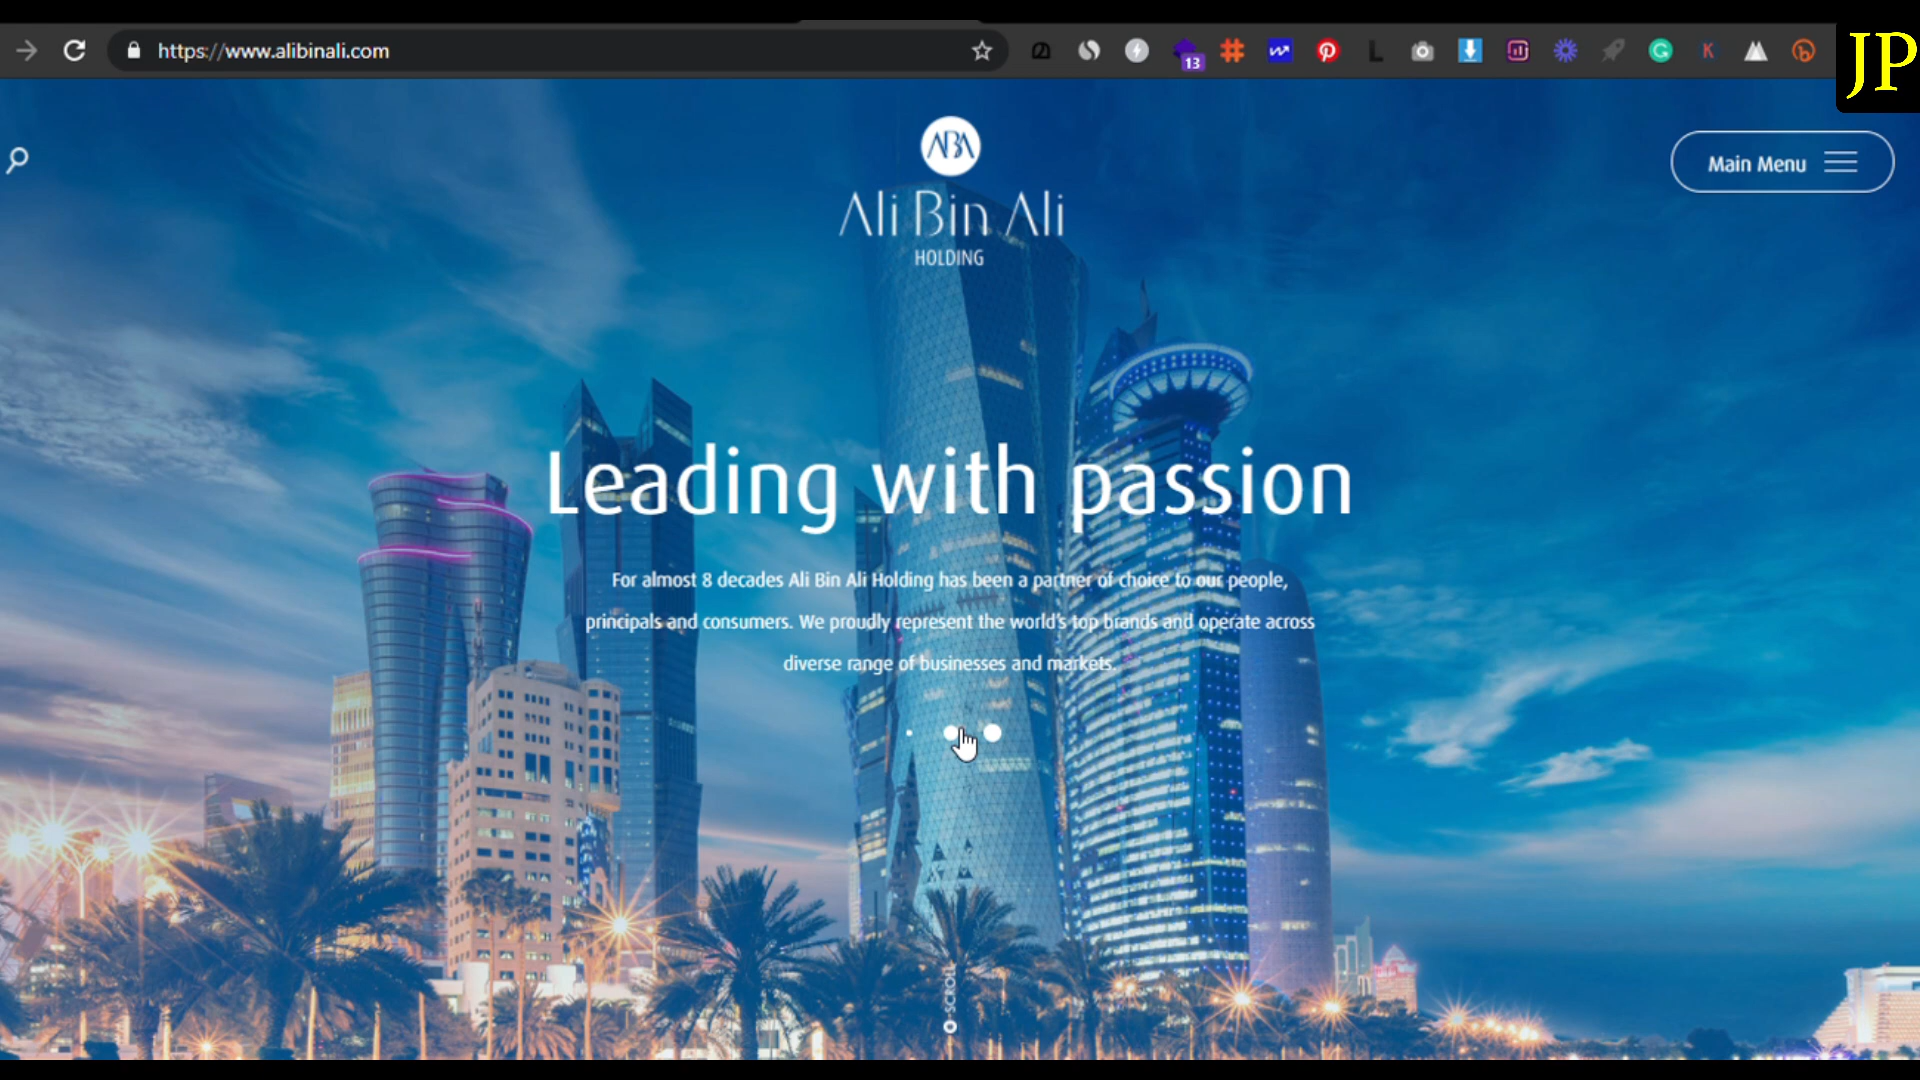 https://www.alibinali.com
13
JP
ABA
Ali Bin Ali
HOLDING
Main Menu
Leading with passion
For almost 8 decades Ali Bin Ali Holding has been a partner of choice to our people,
principals and consumers. We proudly represent the world's top brands and operate across
diverse range of businesses and markets.
SCROLL